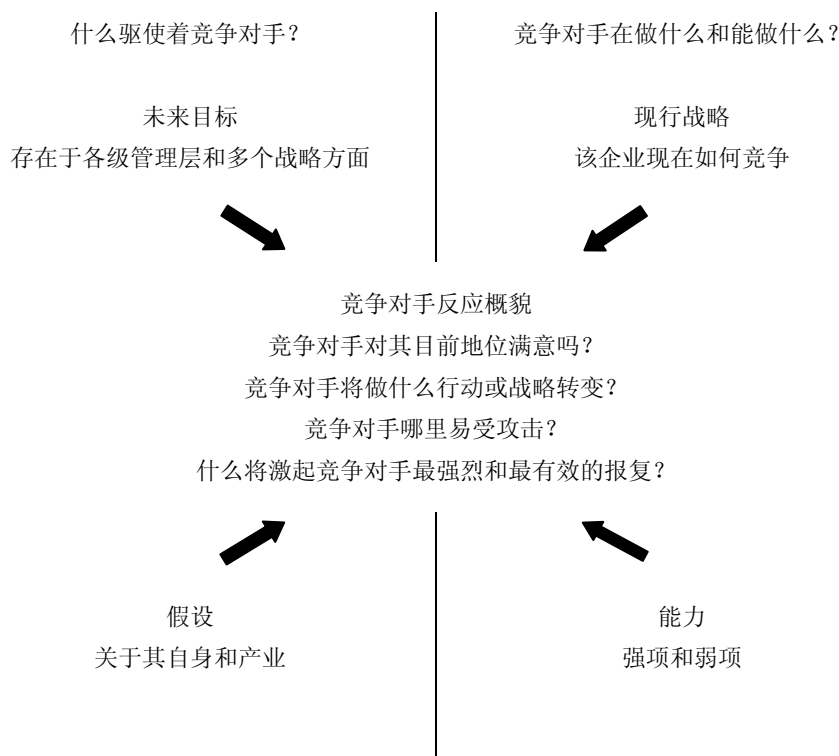 什么驱使着竞争对手？
竞争对手在做什么和能做什么？
未来目标
存在于各级管理层和多个战略方面
现行战略
该企业现在如何竞争
竞争对手反应概貌
竞争对手对其目前地位满意吗？
竞争对手将做什么行动或战略转变？
竞争对手哪里易受攻击？
什么将激起竞争对手最强烈和最有效的报复？
假设
关于其自身和产业
能力
强项和弱项